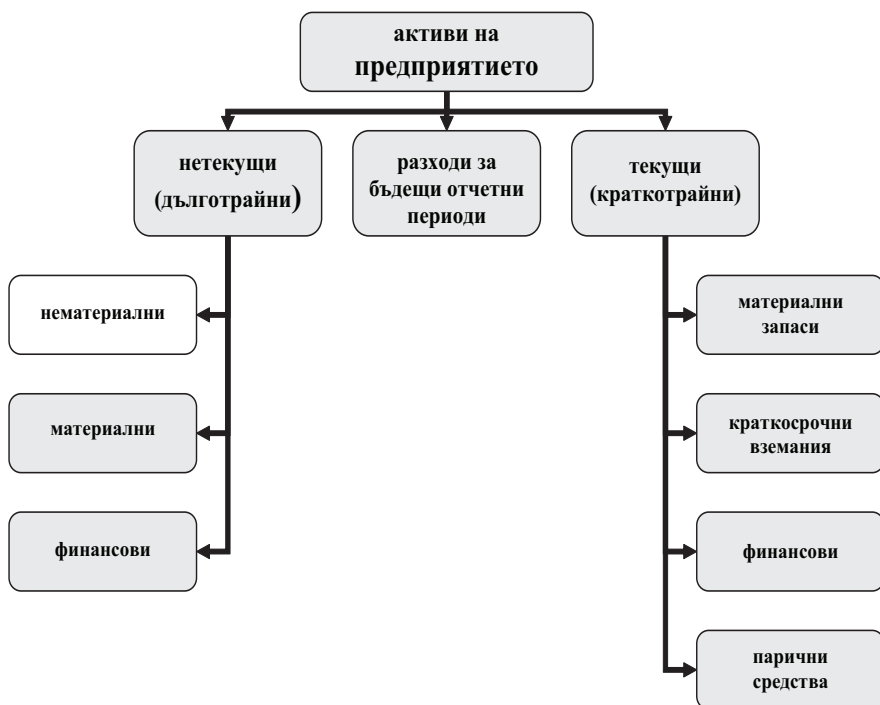 активи на
предприятието
нетекущи
(дълготрайни)
разходи за
бъдещи отчетни
периоди
текущи
(краткотрайни)
нематериални
материални
финансови
материални
запаси
краткосрочни
вземания
финансови
парични
средства